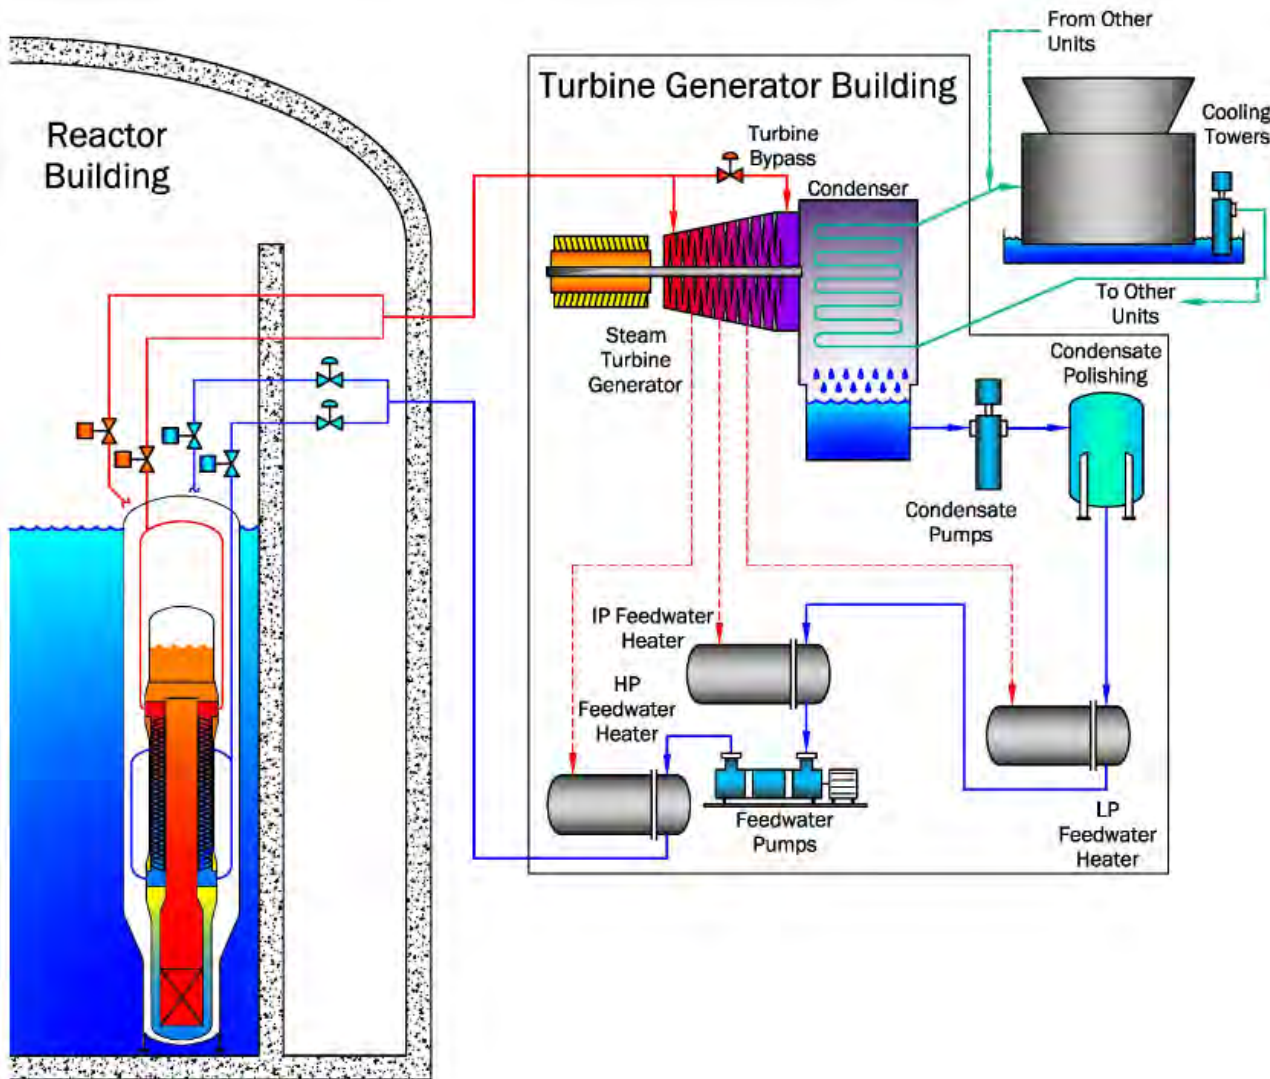 From Other
Units
Turbine Generator Building
Reactor
Building
Turbine
Bypass
Cooling
Towers
Condenser
To Other
Units
Steam
Turbine
Generator
Condensate
Polishing
Condensate
Pumps
IP Feedwater
Heater
HP
Feedwater
Heater
Feedwater
Pumps
LP
Feedwater
Heater